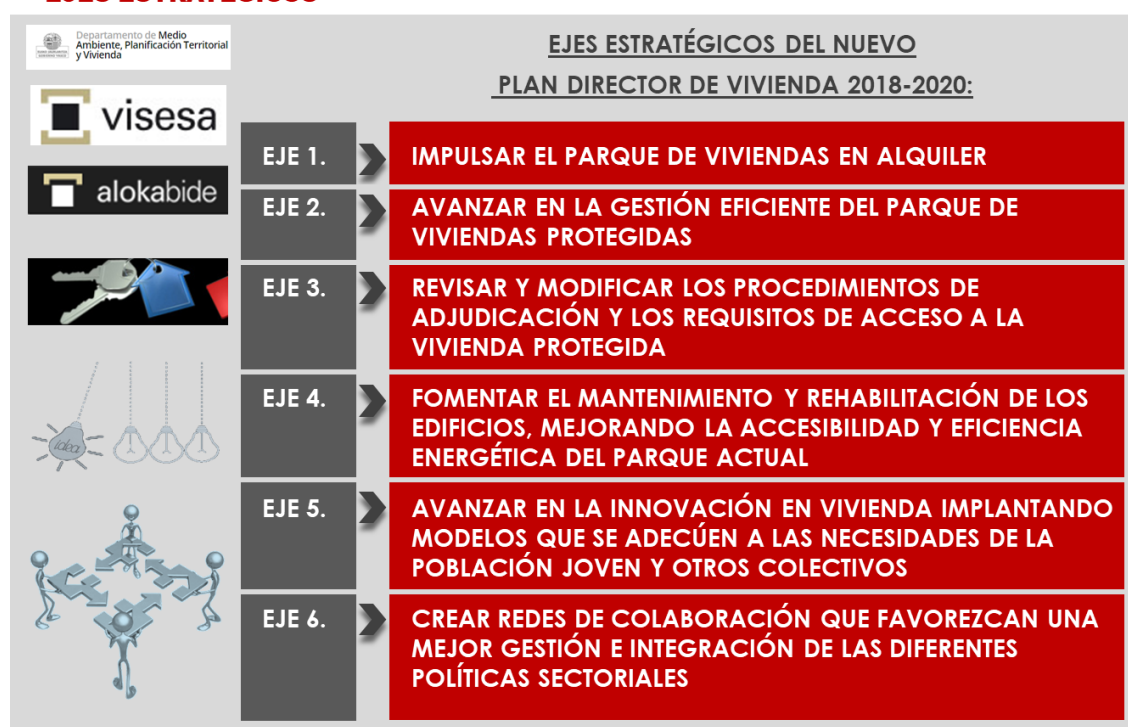 EJES ESTRATÉGICOS
Departamento de Medio
Ambiente, Planificación Territorial
y Vivienda
visesa
alokabide
idea
EJES ESTRATÉGICOS DEL NUEVO
PLAN DIRECTOR DE VIVIENDA 2018-2020:
EJE 1.
IMPULSAR EL PARQUE DE VIVIENDAS EN ALQUILER
EJE 2.
AVANZAR EN LA GESTIÓN EFICIENTE DEL PARQUE DE
VIVIENDAS PROTEGIDAS
EJE 3.
REVISAR Y MODIFICAR LOS PROCEDIMIENTOS DE
ADJUDICACIÓN Y LOS REQUISITOS DE ACCESO A LA
VIVIENDA PROTEGIDA
EJE 4.
FOMENTAR EL MANTENIMIENTO Y REHABILITACIÓN DE LOS
EDIFICIOS, MEJORANDO LA ACCESIBILIDAD Y EFICIENCIA
ENERGÉTICA DEL PARQUE ACTUAL
EJE 5.
AVANZAR EN LA INNOVACIÓN EN VIVIENDA IMPLANTANDO
MODELOS QUE SE ADECÚEN A LAS NECESIDADES DE LA
POBLACIÓN JOVEN Y OTROS COLECTIVOS
EJE 6.
CREAR REDES DE COLABORACIÓN QUE FAVOREZCAN UNA
MEJOR GESTIÓN E INTEGRACIÓN DE LAS DIFERENTES
POLÍTICAS SECTORIALES